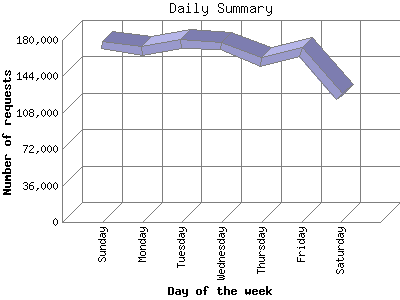 Daily Summary
Number of requests
180,000
144,000
108,000
72,000
36,000
0
Sunday
Monday
Tuesday
Wednesday
Thursday
Friday
Saturday
Day of the week